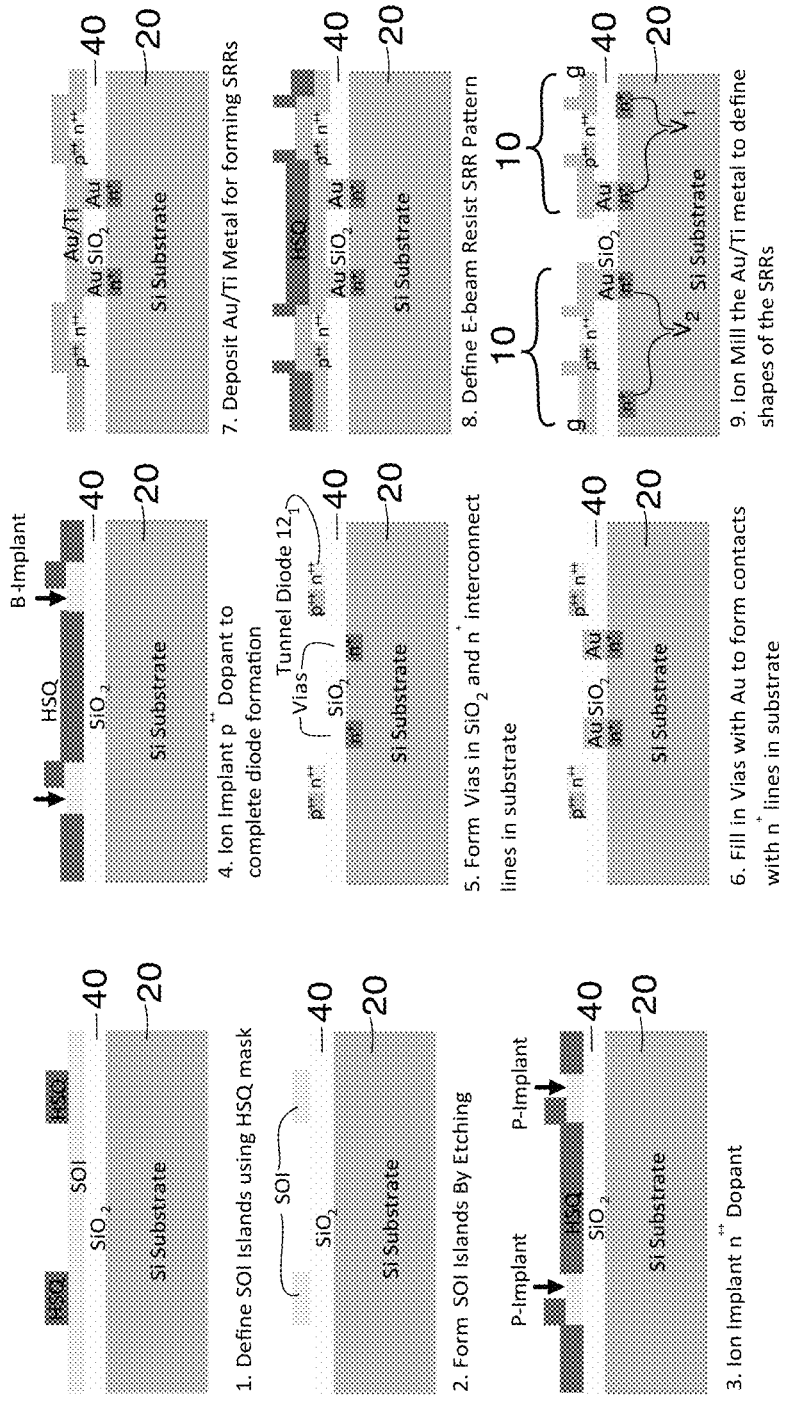 HSQ
HSQ
SOI
SiO2
40
Si Substrate
20
1. Define SOI Islands using HSQ mask
SOI
SiO2
40
Si Substrate
20
2. Form SOI Islands By Etching
P-Implant
P-Implant
HSQ
SiO2
40
Si Substrate
20
3. Ion Implant n++ Dopant
B-Implant
HSQ
SiO2
40
Si Substrate
20
4. Ion Implant p++ Dopant to
complete diode formation
Tunnel Diode 12₁
Vias
p++ n++
p++ n++
SiO2
40
n+
n+
Si Substrate
20
5. Form Vias in SiO2 and n+ interconnect
lines in substrate
p++ n++
p++ n++
Au SiO2 Au
40
n+
n+
Si Substrate
20
6. Fill in Vias with Au to form contacts
with n+ lines in substrate
Au/Ti
p++ n++
p++ n++
Au SiO2 Au
40
n+
n+
Si Substrate
20
7. Deposit Au/Ti Metal for forming SRRs
HSQ
p++ n++
p++ n++
Au SiO2 Au
40
n+
n+
Si Substrate
20
8. Define E-beam Resist SRR Pattern
10
10
g
g
p++ n++
p++ n++
Au SiO2 Au
40
n+
n+
n+
n+
V2
V1
Si Substrate
20
9. Ion Mill the Au/Ti metal to define
shapes of the SRRs